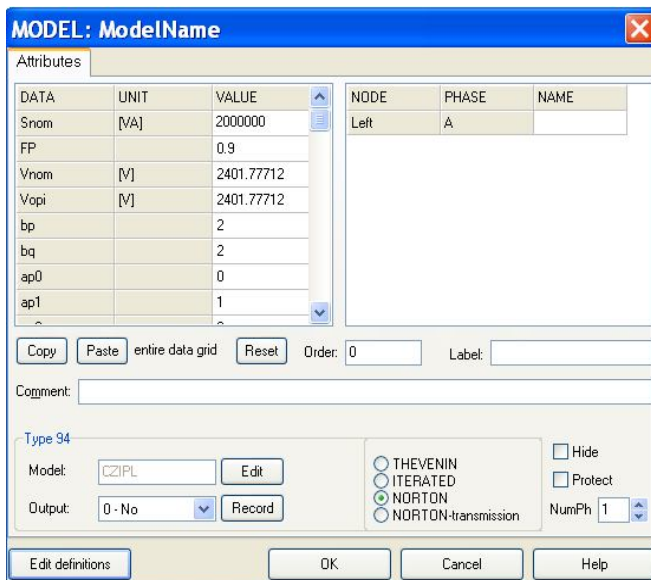 MODEL: ModelName
Attributes
DATA UNIT VALUE NODE PHASE NAME
Snom [VA] 2000000 Left A
FP 0.9
Vnom [V] 2401.77712
Vopi [V] 2401.77712
bp 2
bq 2
ap0 0
ap1 1
Copy Paste entire data grid Reset Order: 0 Label:
Comment:
Type 94
Model: CZIPL Edit
Output: 0 - No Record
THEVENIN
ITERATED
NORTON
NORTON-transmission
Hide
Protect
NumPh 1
Edit definitions OK Cancel Help